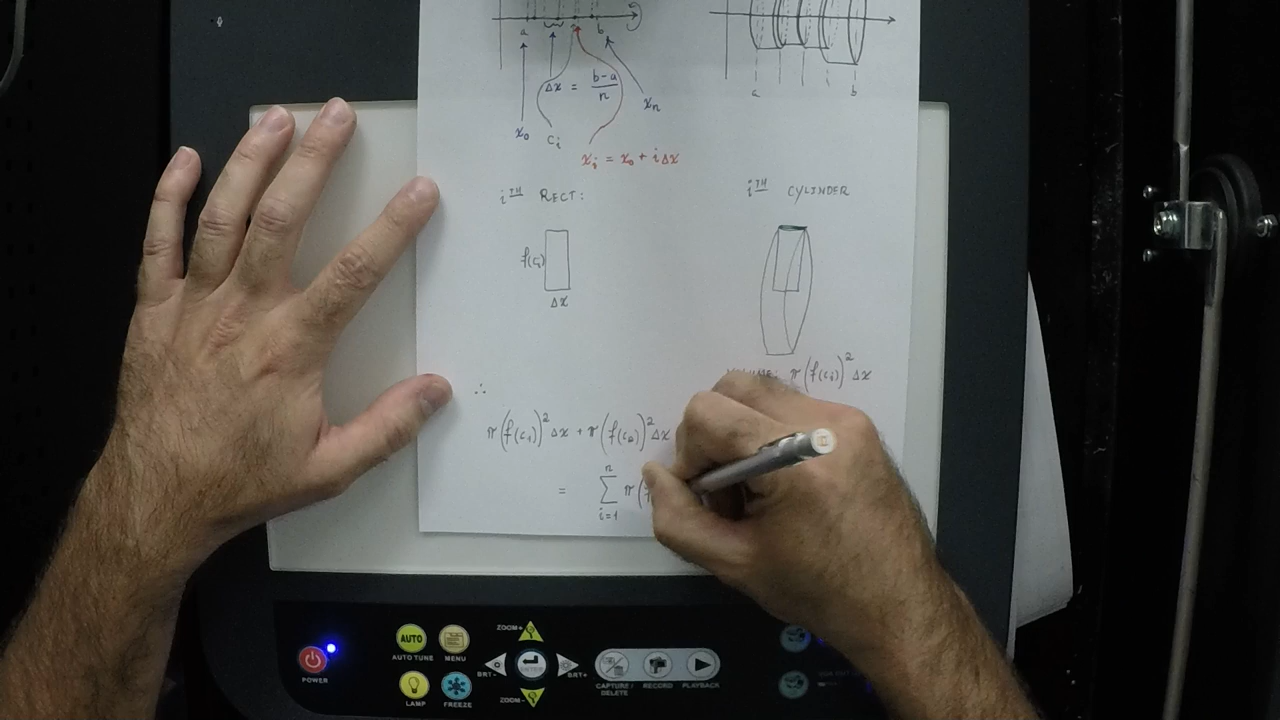 a b
Δx = b-a/n
a b
x₀ cᵢ xₙ
xᵢ = x₀ + iΔx
iᵀᴴ RECT: iᵀᴴ CYLINDER
f(cᵢ)
Δx
π(f(cᵢ))² Δx
∴
π(f(c₁))² Δx + π(f(c₂))² Δx
= ∑ⁿᵢ₌₁ π(f
AUTO
ZOOM+
AUTO TUNE MENU
BRT- ENTER BRT+
POWER
CAPTURE / DELETE RECORD PLAYBACK
LAMP FREEZE
ZOOM-